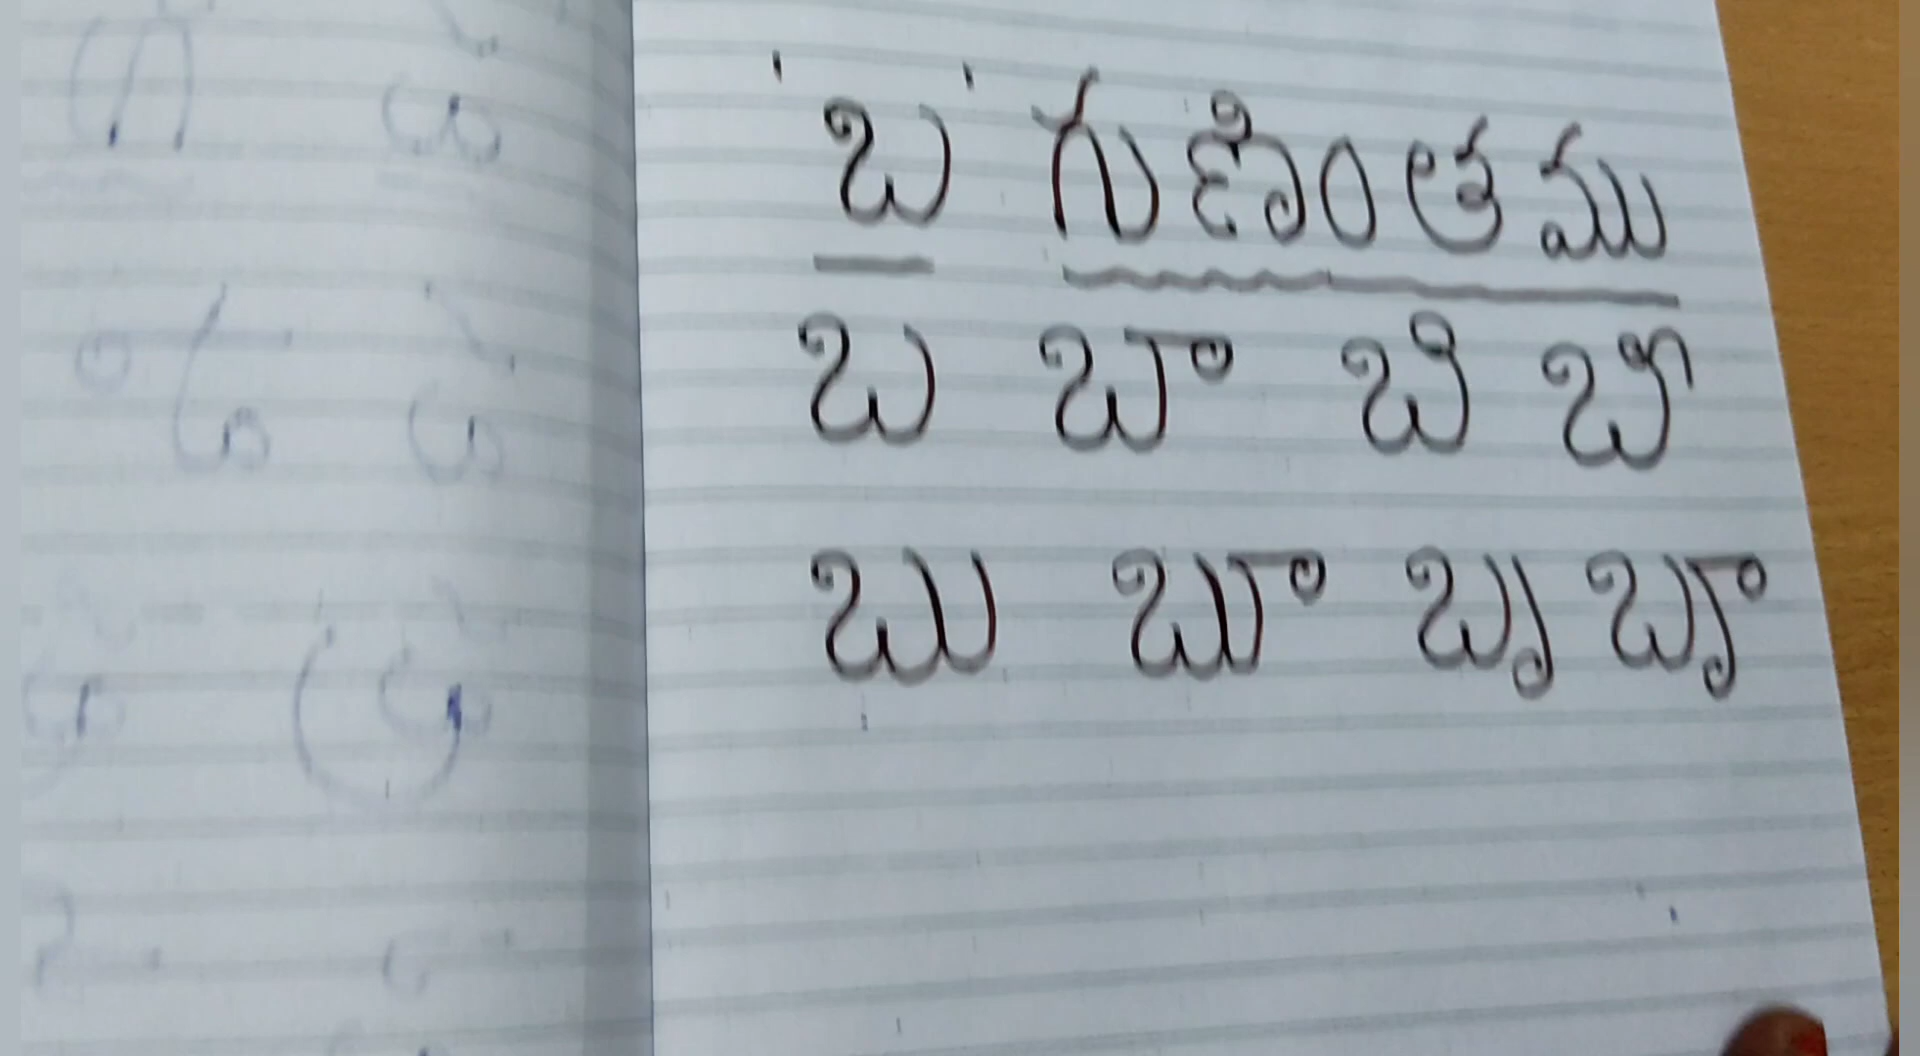 'బ' గుణింతము
బ బా బి బీ
బు బూ బృ బౄ